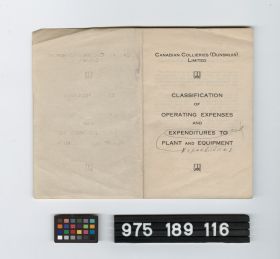 CANADIAN COLLIERIES (DUNSMUIR)
LIMITED
CLASSIFICATION
OF
OPERATING EXPENSES
AND
EXPENDITURES TO
PLANT AND EQUIPMENT
975 189 116